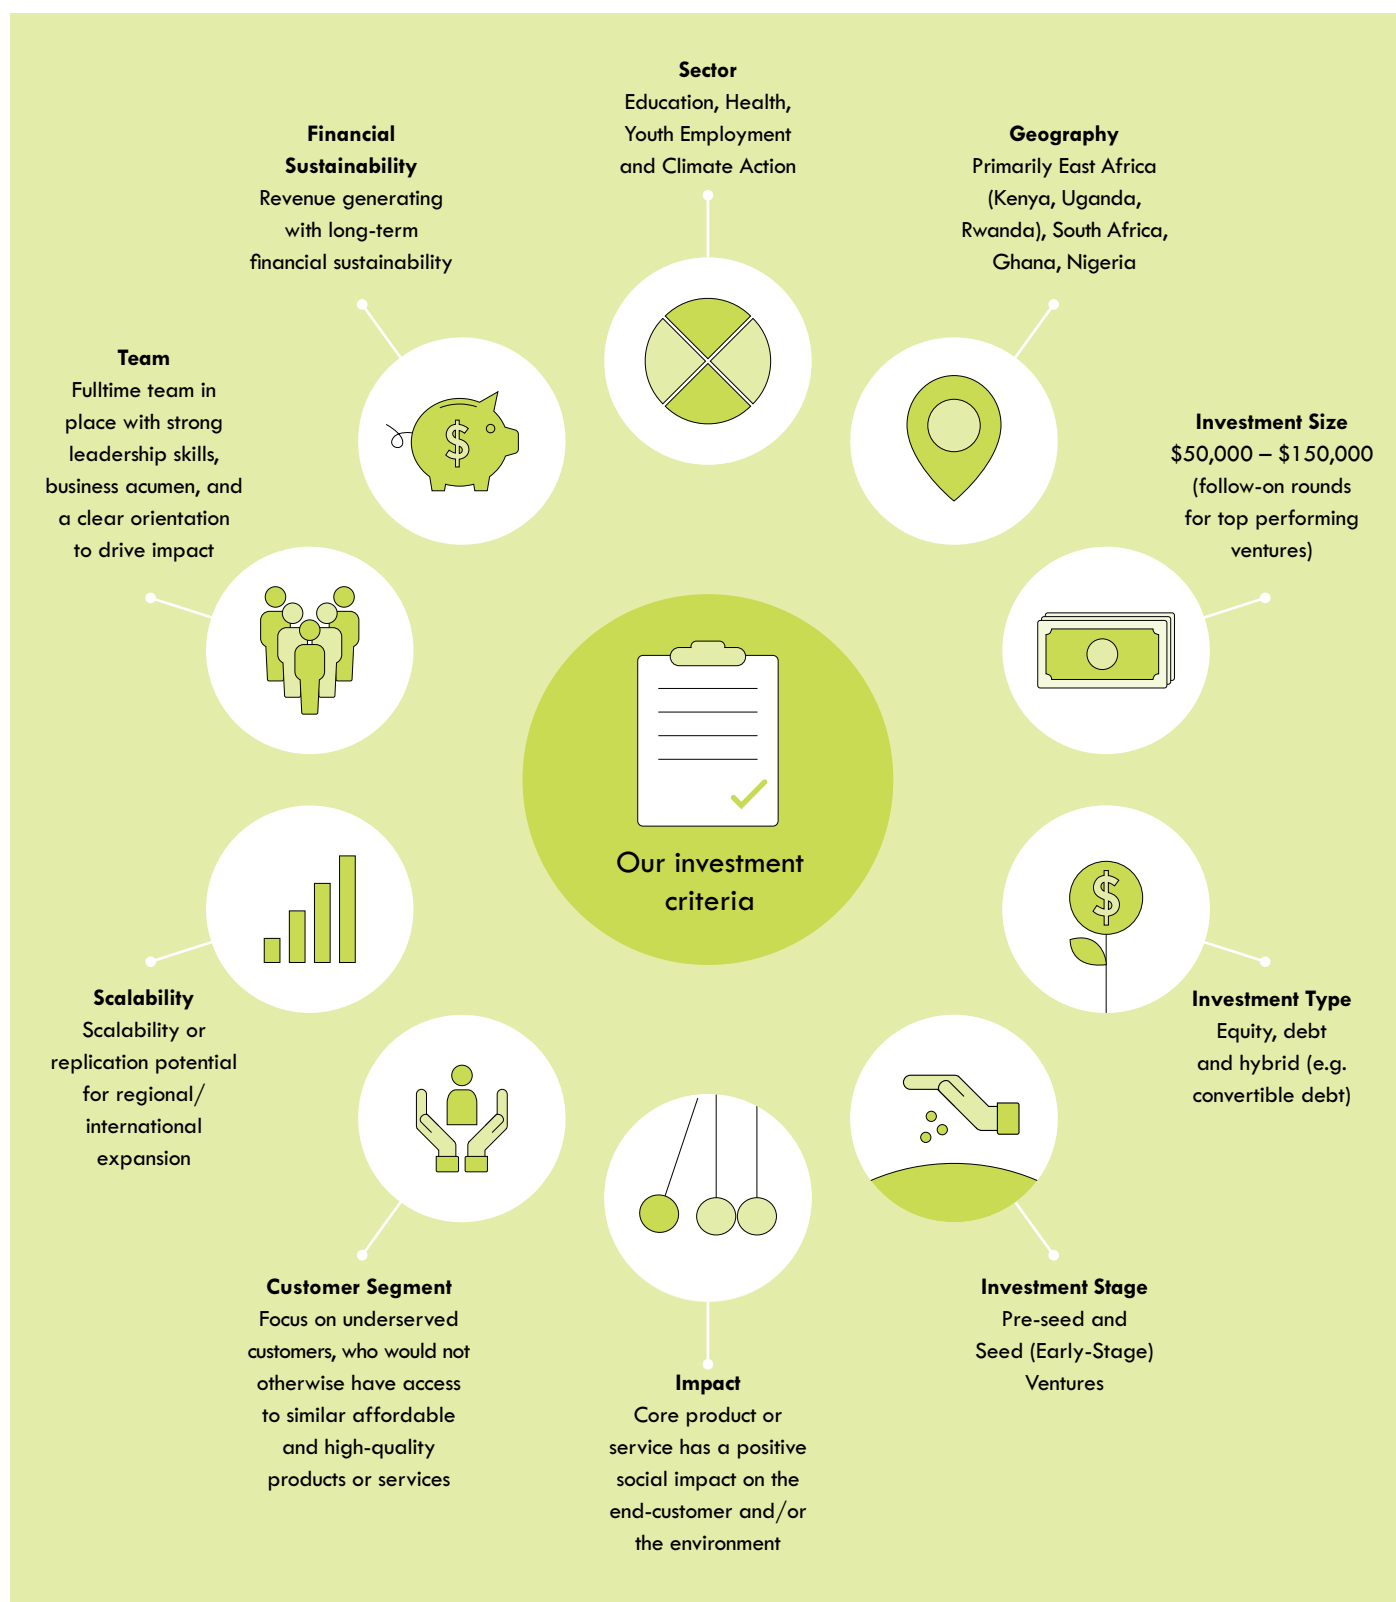 Sector
Education, Health,
Youth Employment
and Climate Action
Geography
Primarily East Africa
(Kenya, Uganda,
Rwanda), South Africa,
Ghana, Nigeria
Investment Size
$50,000 – $150,000
(follow-on rounds
for top performing
ventures)
Investment Type
Equity, debt
and hybrid (e.g.
convertible debt)
Investment Stage
Pre-seed and
Seed (Early-Stage)
Ventures
Impact
Core product or
service has a positive
social impact on the
end-customer and/or
the environment
Customer Segment
Focus on underserved
customers, who would not
otherwise have access
to similar affordable
and high-quality
products or services
Scalability
Scalability or
replication potential
for regional/
international
expansion
Team
Fulltime team in
place with strong
leadership skills,
business acumen, and
a clear orientation
to drive impact
Financial
Sustainability
Revenue generating
with long-term
financial sustainability
$
$
Our investment
criteria